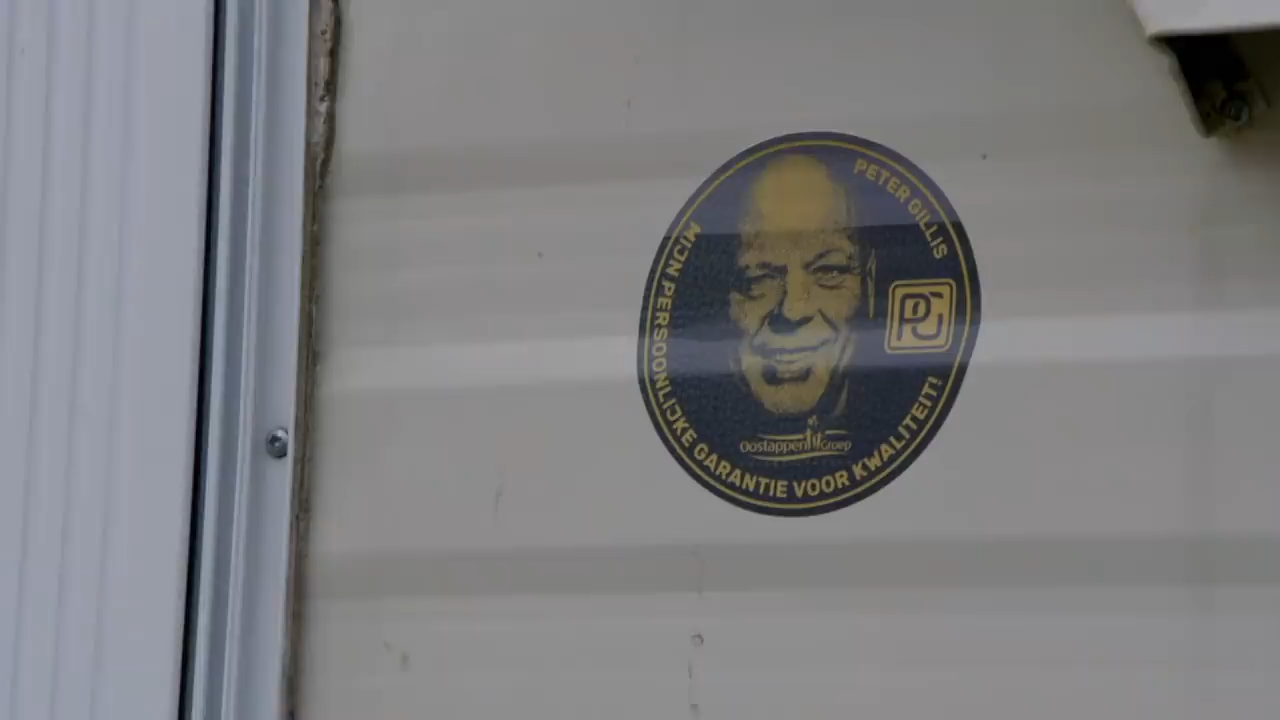 PETER GILLIS
PG
MIJN PERSOONLIJKE GARANTIE VOOR KWALITEIT!
Oostappen Groep